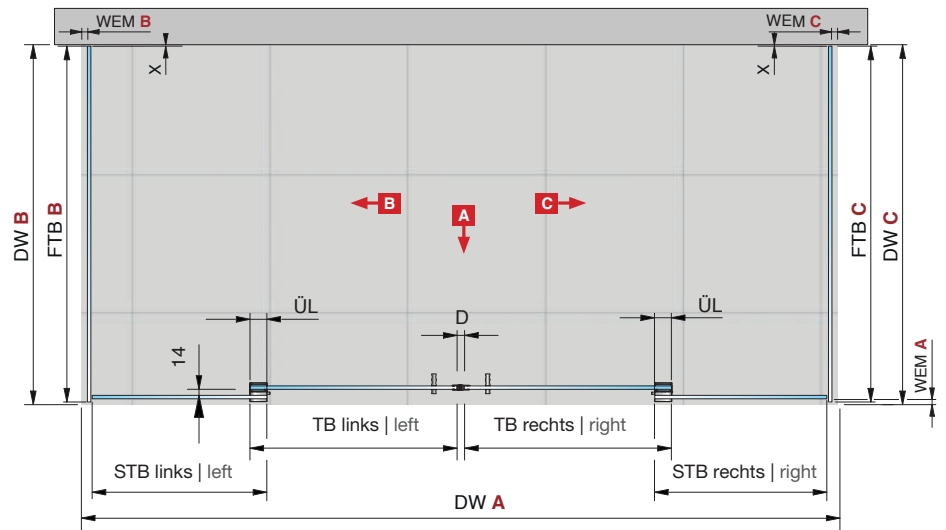 WEM B
WEM C
X
X
DW B
FTB B
B
A
C
FTB C
DW C
ÜL
D
ÜL
14
WEM A
TB links | left
TB rechts | right
STB links | left
STB rechts | right
DW A